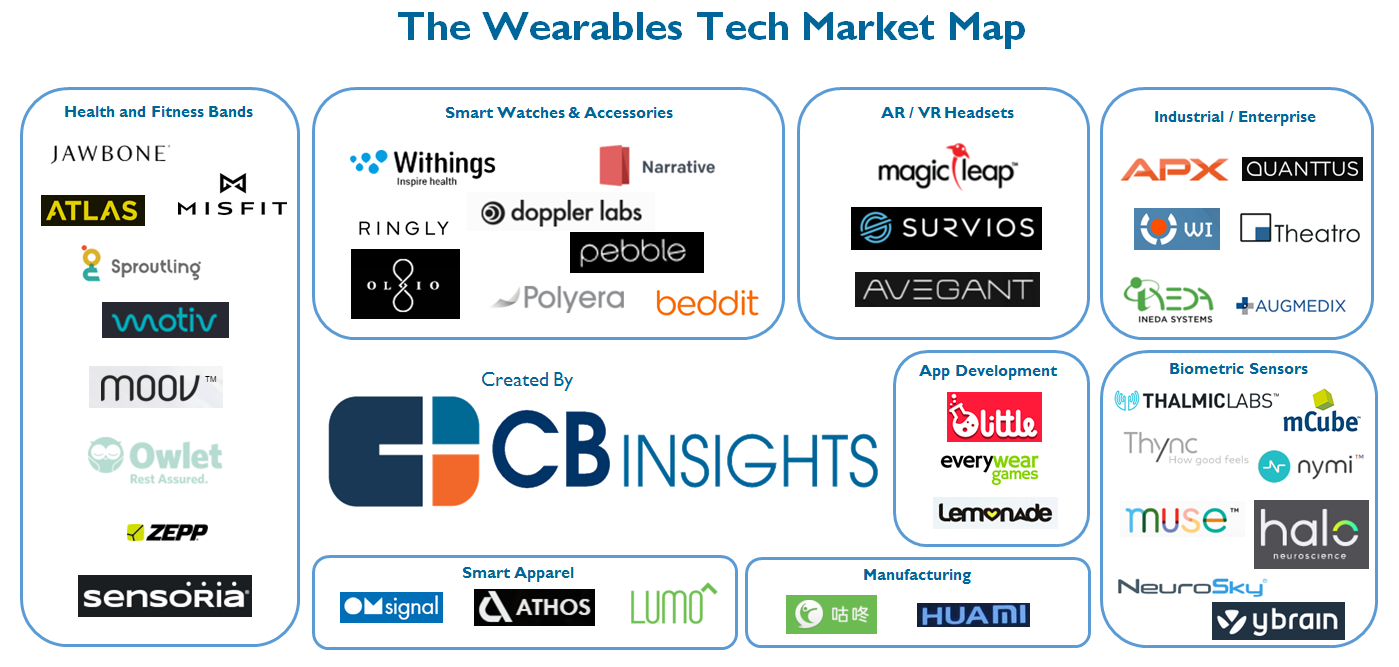 The Wearables Tech Market Map
Health and Fitness Bands
JAWBONE
ATLAS
MISFIT
Sproutling
motiv
moov™
Owlet
Rest Assured.
ZEPP
sensoria
Smart Watches & Accessories
Withings
Inspire health
Narrative
RINGLY
doppler labs
pebble
OLIO
Polyera
beddit
AR / VR Headsets
magic leap™
SURVIOS
AVEGANT
Industrial / Enterprise
APX
QUANTTUS
WI
Theatro
INEDA
INEDA SYSTEMS
AUGMEDIX
Created By
CB INSIGHTS
App Development
little
everywear
games
Lemonade
Biometric Sensors
THALMICLABS™
mCube™
Thync
How good feels
nymi™
muse™
halo
neuroscience
NeuroSky®
ybrain
Smart Apparel
OMsignal
ATHOS
LUMO
Manufacturing
咕咚
HUAMI